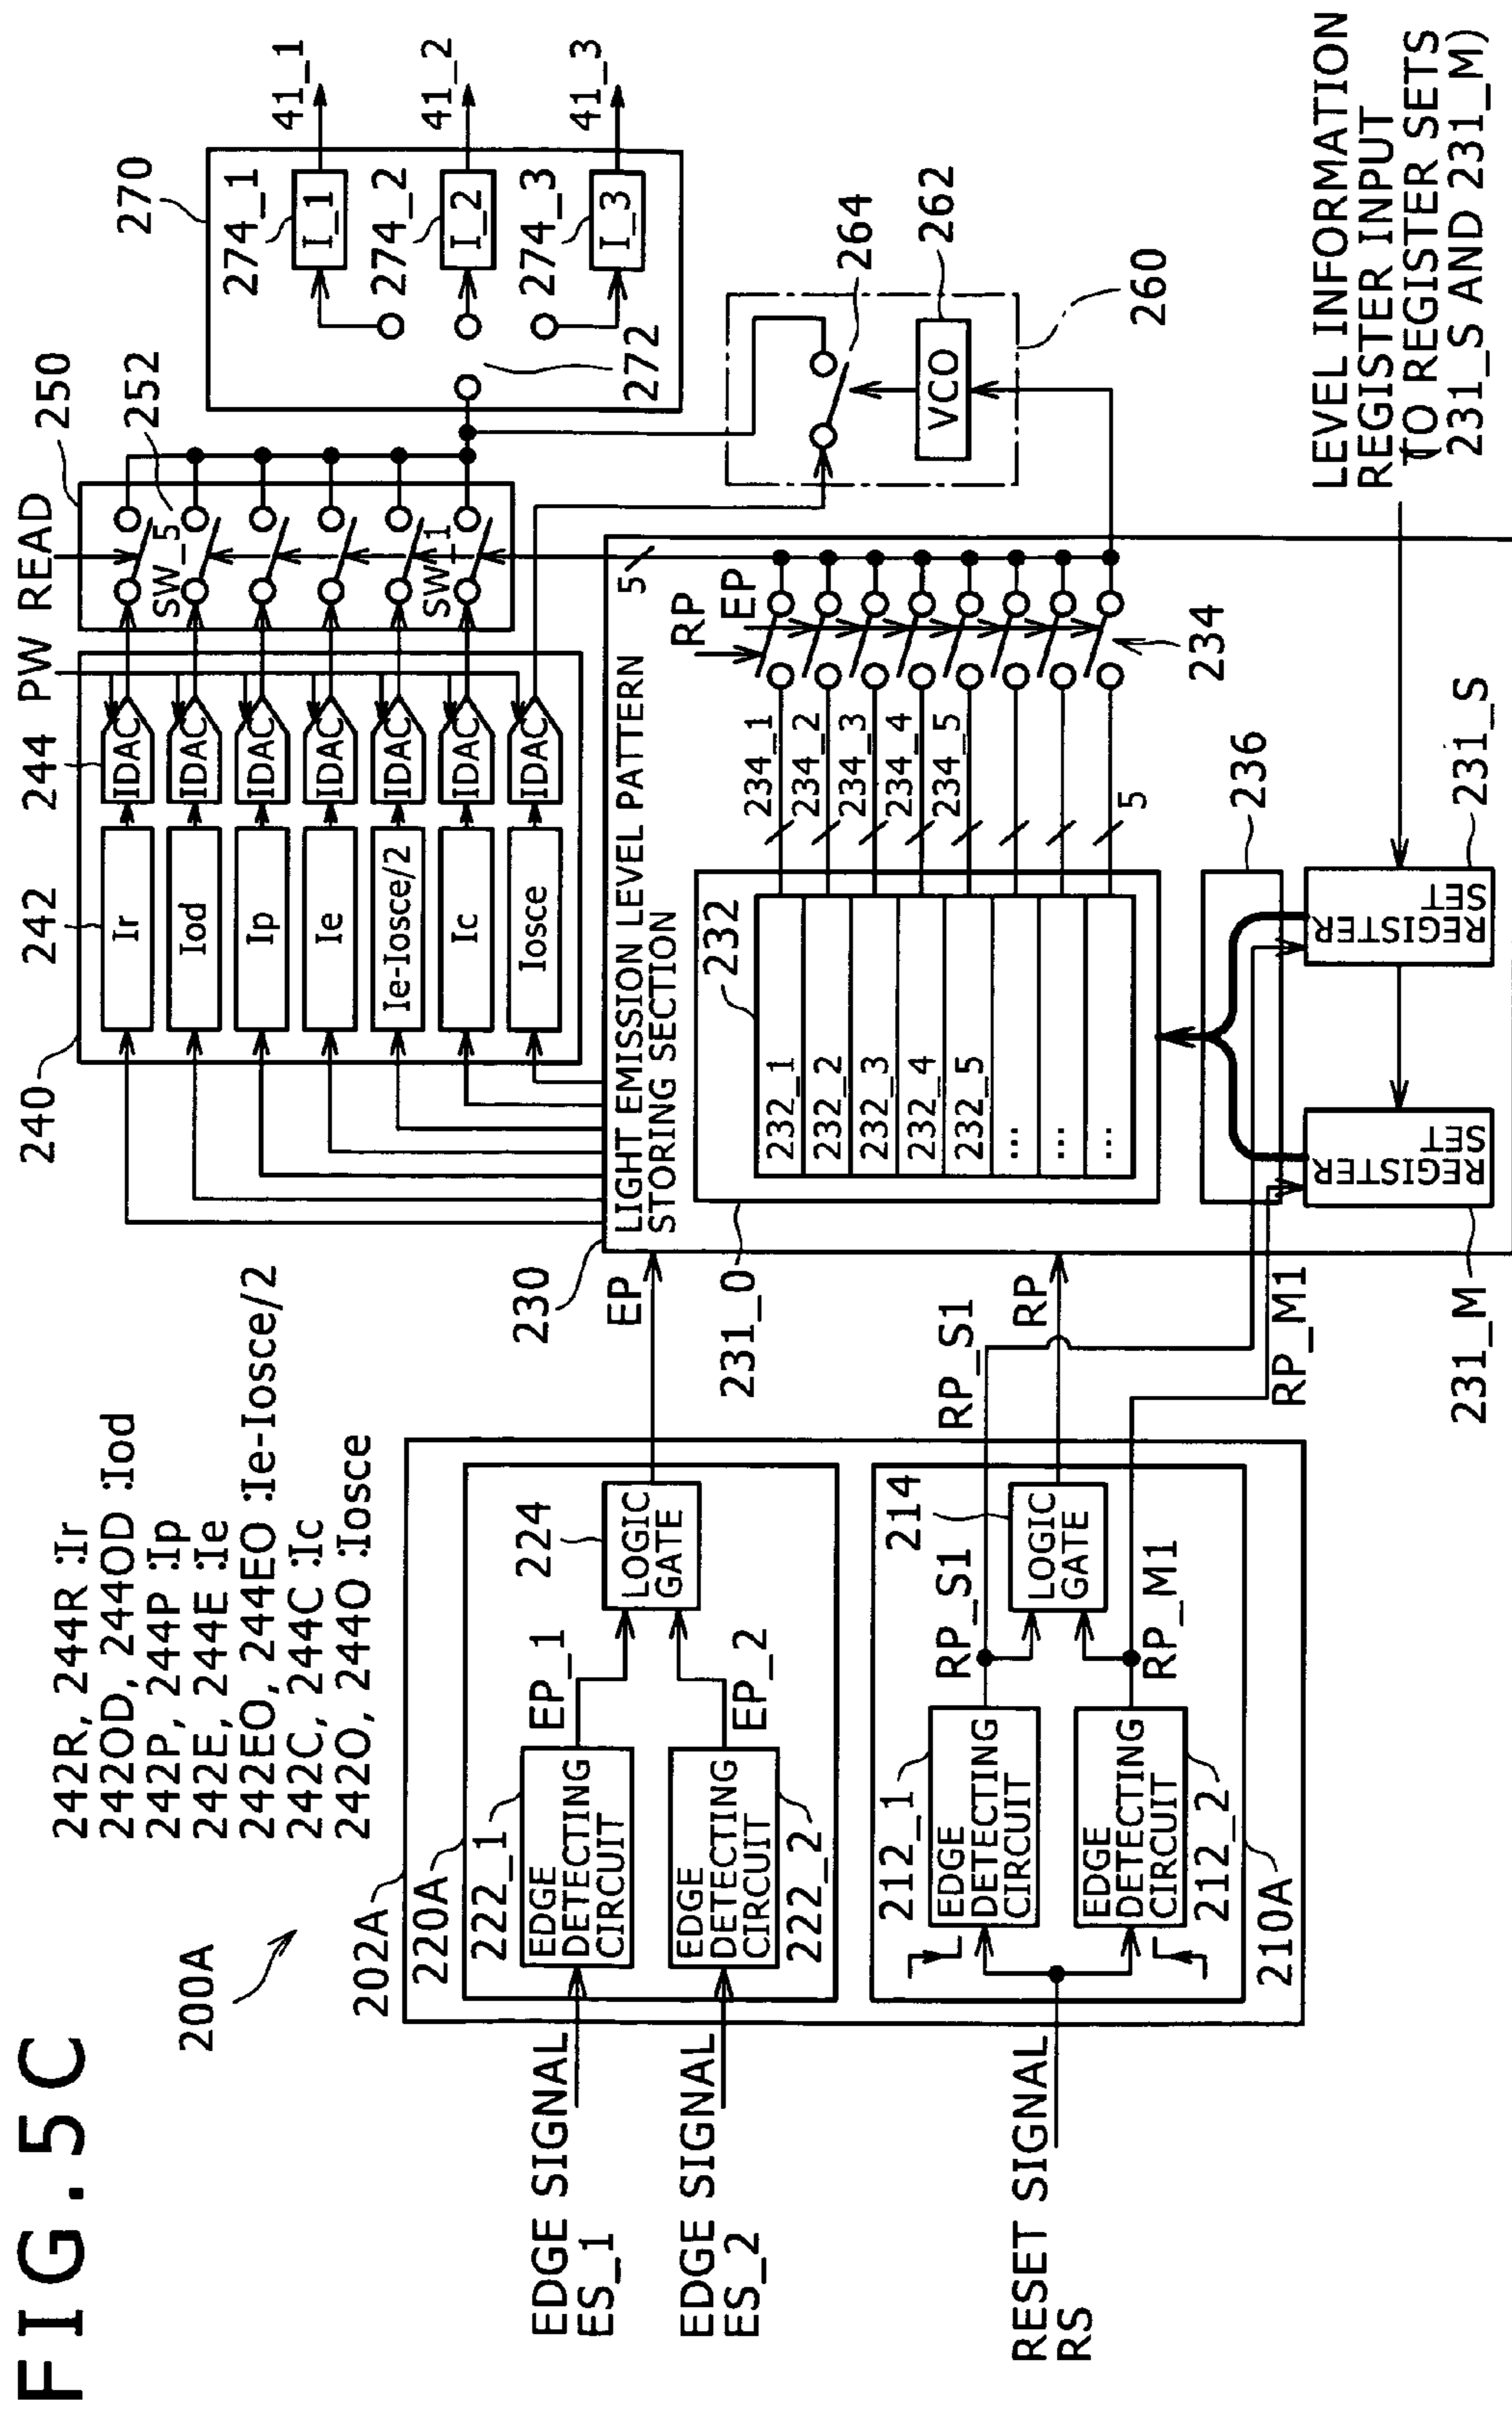 FIG.5C
200A
242R, 244R :Ir
242OD, 244OD :Iod
242P, 244P :Ip
242E, 244E :Ie
242EO, 244EO :Ie-Iosce/2
242C, 244C :Ic
242O, 244O :Iosce
202A
220A
222_1
EDGE
DETECTING
CIRCUIT
EP_1
224
LOGIC
GATE
EDGE
DETECTING
CIRCUIT
222_2
EP_2
EP
EDGE SIGNAL
ES_1
EDGE SIGNAL
ES_2
RESET SIGNAL
RS
212_1
EDGE
DETECTING
CIRCUIT
RP_S1
214
LOGIC
GATE
EDGE
DETECTING
CIRCUIT
212_2
RP_M1
210A
RP_S1
RP
RP_M1
240
242
244
PW
READ
Ir
IDAC
Iod
IDAC
Ip
IDAC
Ie
IDAC
Ie-Iosce/2
IDAC
Ic
IDAC
Iosce
IDAC
250
252
SW_5
SW_1
270
274_1
I_1
41_1
274_2
I_2
41_2
274_3
I_3
41_3
272
264
262
VCO
260
230
LIGHT EMISSION LEVEL PATTERN
STORING SECTION
5
RP
EP
231_0
232
232_1
232_2
232_3
232_4
232_5
...
...
...
234_1
234_2
234_3
234_4
234_5
5
234
236
REGISTER
SET
231_M
REGISTER
SET
231_S
LEVEL INFORMATION
REGISTER INPUT
(TO REGISTER SETS
231_S AND 231_M)